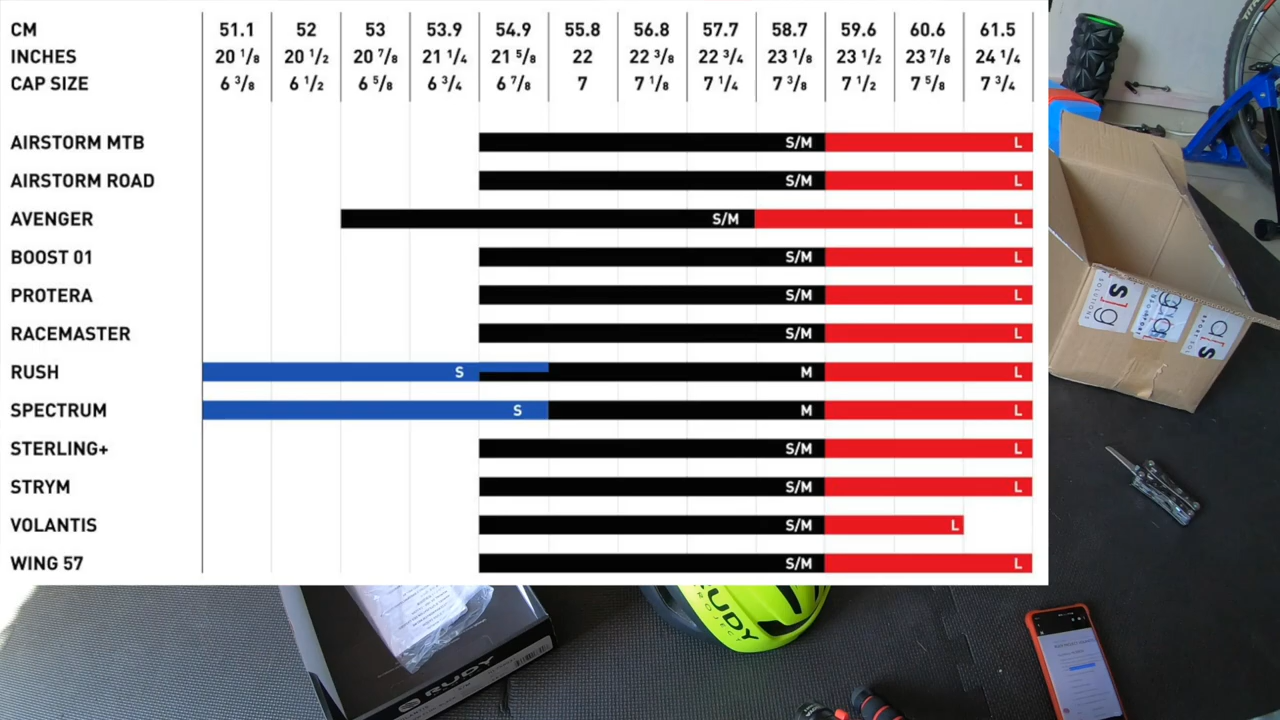 CM 51.1 52 53 53.9 54.9 55.8 56.8 57.7 58.7 59.6 60.6 61.5
INCHES 20 1/8 20 1/2 20 7/8 21 1/4 21 5/8 22 22 3/8 22 3/4 23 1/8 23 1/2 23 7/8 24 1/4
CAP SIZE 6 3/8 6 1/2 6 5/8 6 3/4 6 7/8 7 7 1/8 7 1/4 7 3/8 7 1/2 7 5/8 7 3/4
AIRSTORM MTB S/M L
AIRSTORM ROAD S/M L
AVENGER S/M L
BOOST 01 S/M L
PROTERA S/M L
RACEMASTER S/M L
RUSH S M L
SPECTRUM S M L
STERLING+ S/M L
STRYM S/M L
VOLANTIS S/M L
WING 57 S/M L
RUDY
PROJECT
RUDY